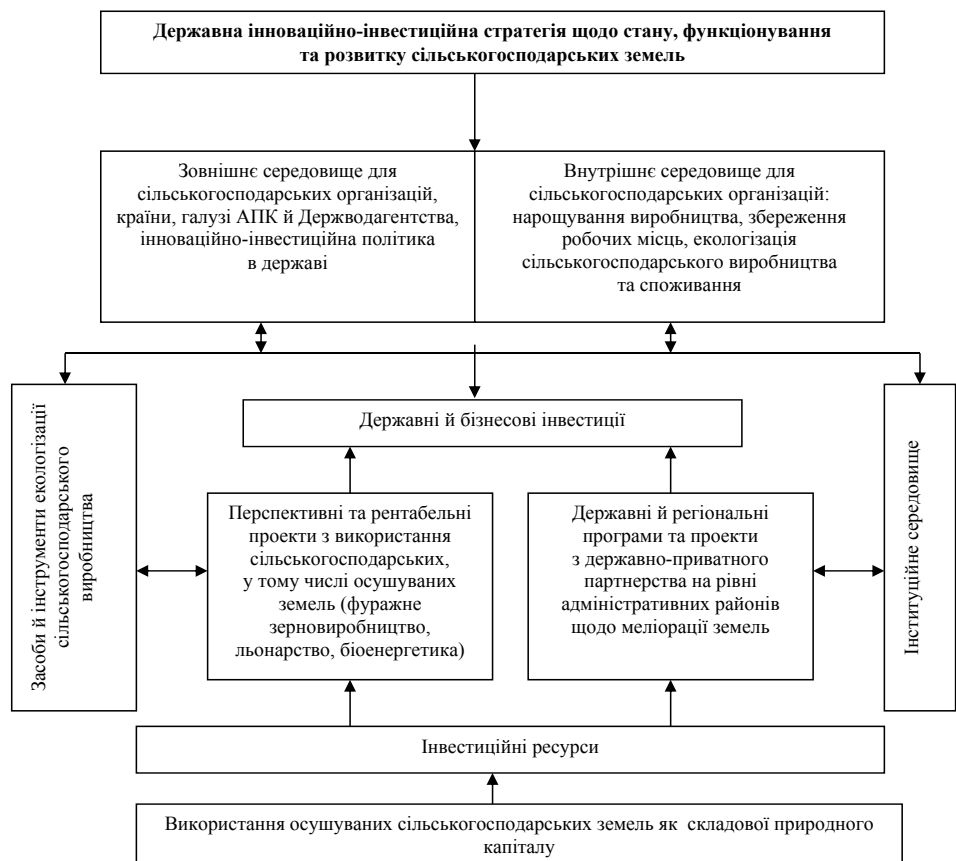 Державна інноваційно-інвестиційна стратегія щодо стану, функціонування
та розвитку сільськогосподарських земель
Зовнішнє середовище для
сільськогосподарських організацій,
країни, галузі АПК й Держводагентства,
інноваційно-інвестиційна політика
в державі
Внутрішнє середовище для
сільськогосподарських організацій:
нарощування виробництва, збереження
робочих місць, екологізація
сільськогосподарського виробництва
та споживання
Засоби й інструменти екологізації
сільськогосподарського
виробництва
Державні й бізнесові інвестиції
Перспективні та рентабельні
проекти з використання
сільськогосподарських,
у тому числі осушуваних
земель (фуражне
зерновиробництво,
льонарство, біоенергетика)
Державні й регіональні
програми та проекти
з державно-приватного
партнерства на рівні
адміністративних районів
щодо меліорації земель
Інституційне середовище
Інвестиційні ресурси
Використання осушуваних сільськогосподарських земель як складової природного
капіталу